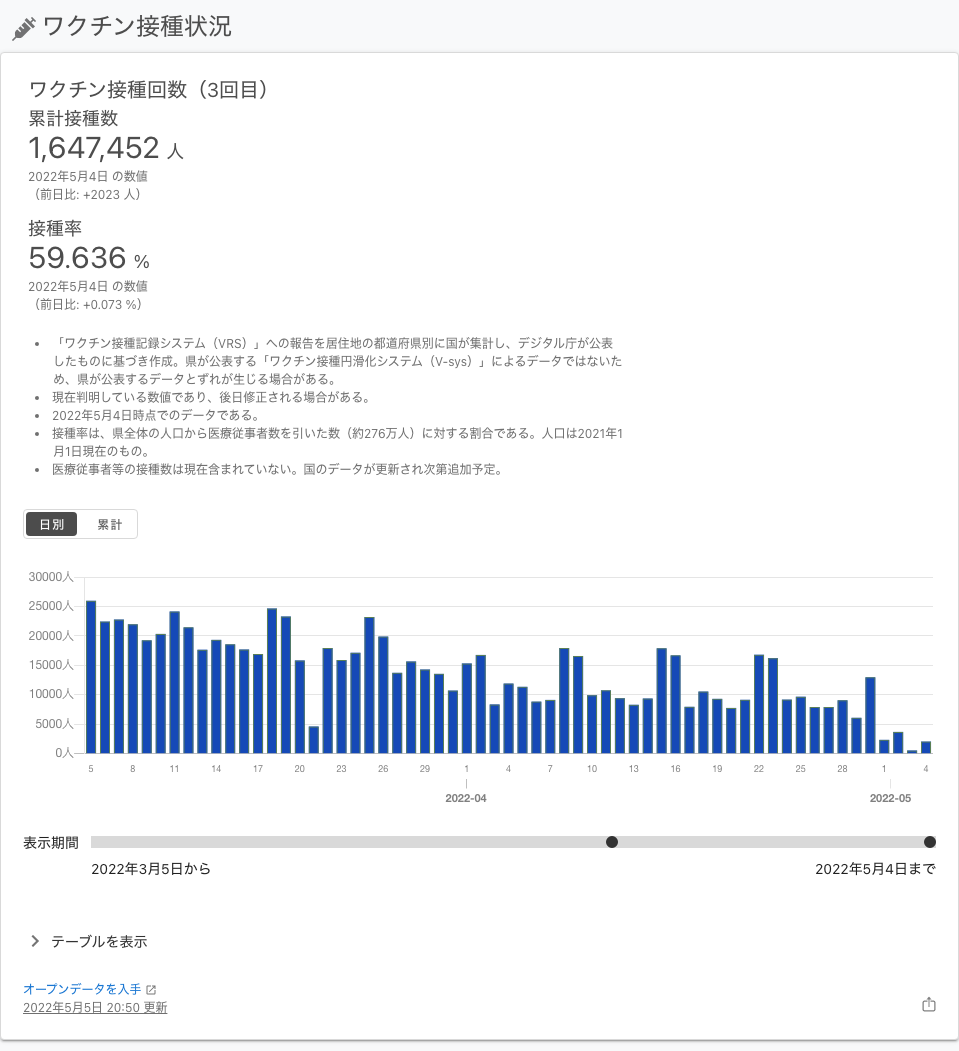 ワクチン接種状況
ワクチン接種回数（3回目）
累計接種数
1,647,452 人
2022年5月4日 の数値
（前日比: +2023 人）
接種率
59.636 %
2022年5月4日 の数値
（前日比: +0.073 %）
• 「ワクチン接種記録システム（VRS）」への報告を居住地の都道府県別に国が集計し、デジタル庁が公表
したものに基づき作成。県が公表する「ワクチン接種円滑化システム（V-sys）」によるデータではないた
め、県が公表するデータとずれが生じる場合がある。
• 現在判明している数値であり、後日修正される場合がある。
• 2022年5月4日時点でのデータである。
• 接種率は、県全体の人口から医療従事者数を引いた数（約276万人）に対する割合である。人口は2021年1
月1日現在のもの。
• 医療従事者等の接種数は現在含まれていない。国のデータが更新され次第追加予定。
日別 累計
30000人
25000人
20000人
15000人
10000人
5000人
0人
5 8 11 14 17 20 23 26 29 1 4 7 10 13 16 19 22 25 28 1 4
2022-04 2022-05
表示期間
2022年3月5日から 2022年5月4日まで
テーブルを表示
オープンデータを入手
2022年5月5日 20:50 更新